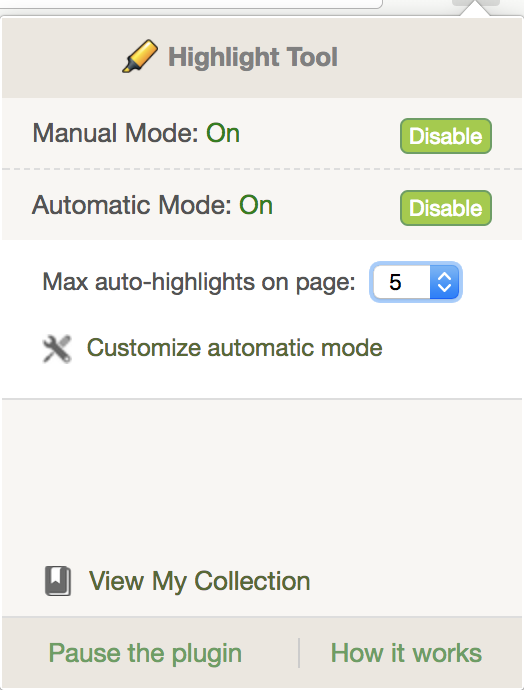 Highlight Tool
Manual Mode: On Disable
Automatic Mode: On Disable
Max auto-highlights on page: 5
Customize automatic mode
View My Collection
Pause the plugin How it works